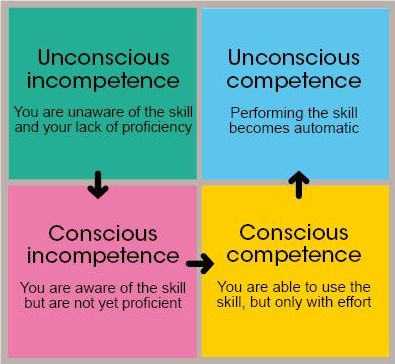 Unconscious
incompetence
You are unaware of the skill
and your lack of proficiency
Unconscious
competence
Performing the skill
becomes automatic
Conscious
incompetence
You are aware of the skill
but are not yet proficient
Conscious
competence
You are able to use the
skill, but only with effort